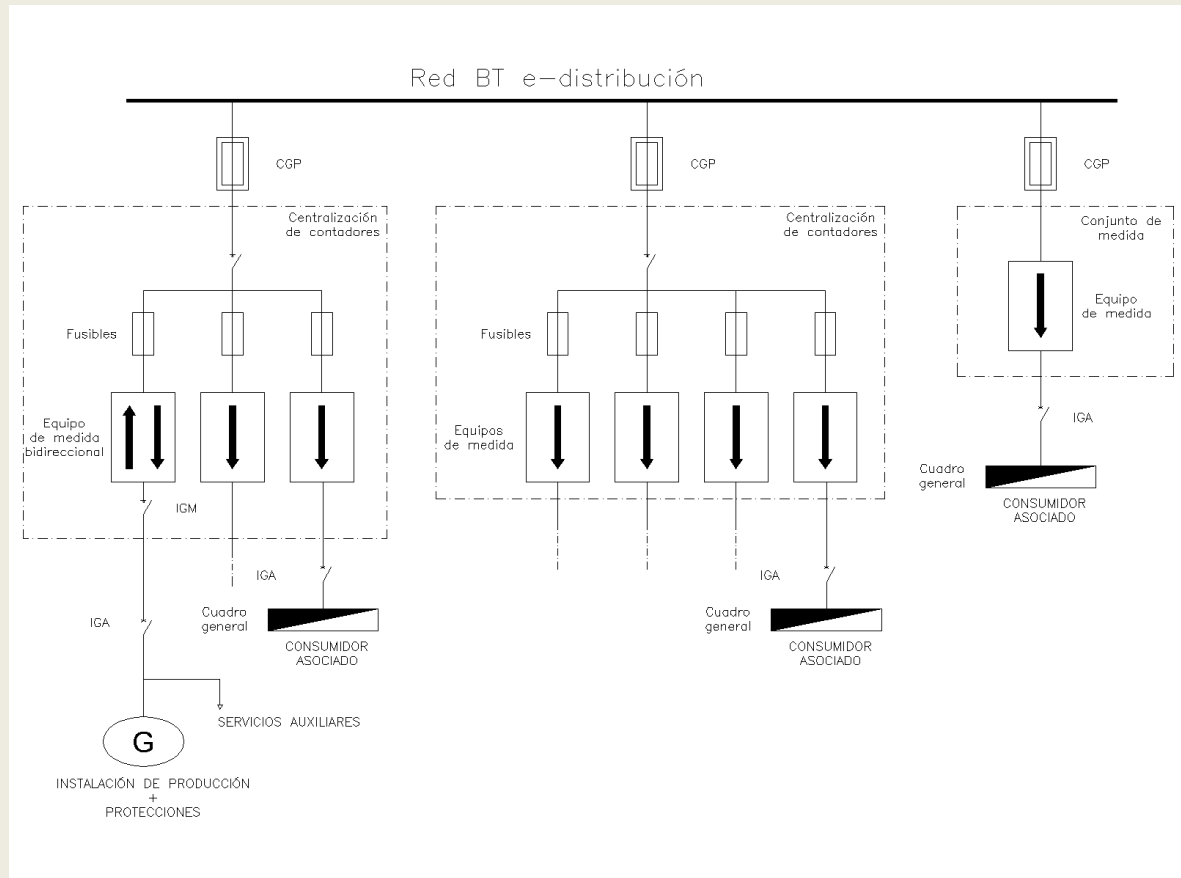 Red BT e-distribución
CGP
CGP
CGP
Centralización
de contadores
Centralización
de contadores
Conjunto de
medida
Fusibles
Fusibles
Equipo
de medida
Equipo
de medida
bidireccional
Equipos
de medida
IGM
IGA
Cuadro
general
CONSUMIDOR
ASOCIADO
IGA
IGA
IGA
Cuadro
general
CONSUMIDOR
ASOCIADO
Cuadro
general
CONSUMIDOR
ASOCIADO
SERVICIOS AUXILIARES
G
INSTALACIÓN DE PRODUCCIÓN
+
PROTECCIONES